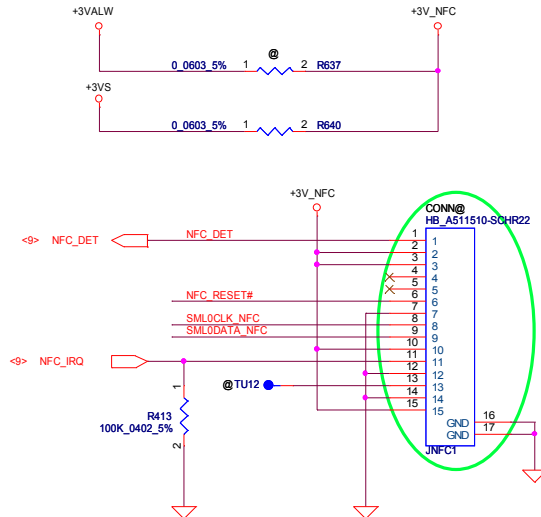 +3VALW +3V_NFC
@
0_0603_5% 1 2 R637
+3VS
0_0603_5% 1 2 R640
+3V_NFC
CONN@
HB_A511510-SCHR22
<9> NFC_DET NFC_DET 1 1
2 2
3 3
4 4
5 5
NFC_RESET# 6 6
7 7
SML0CLK_NFC 8 8
SML0DATA_NFC 9 9
10 10
<9> NFC_IRQ 11 11
12 12
1 @TU12 13 13
14 14
R413 15 15
100K_0402_5%
GND 16
GND 17
2
JNFC1